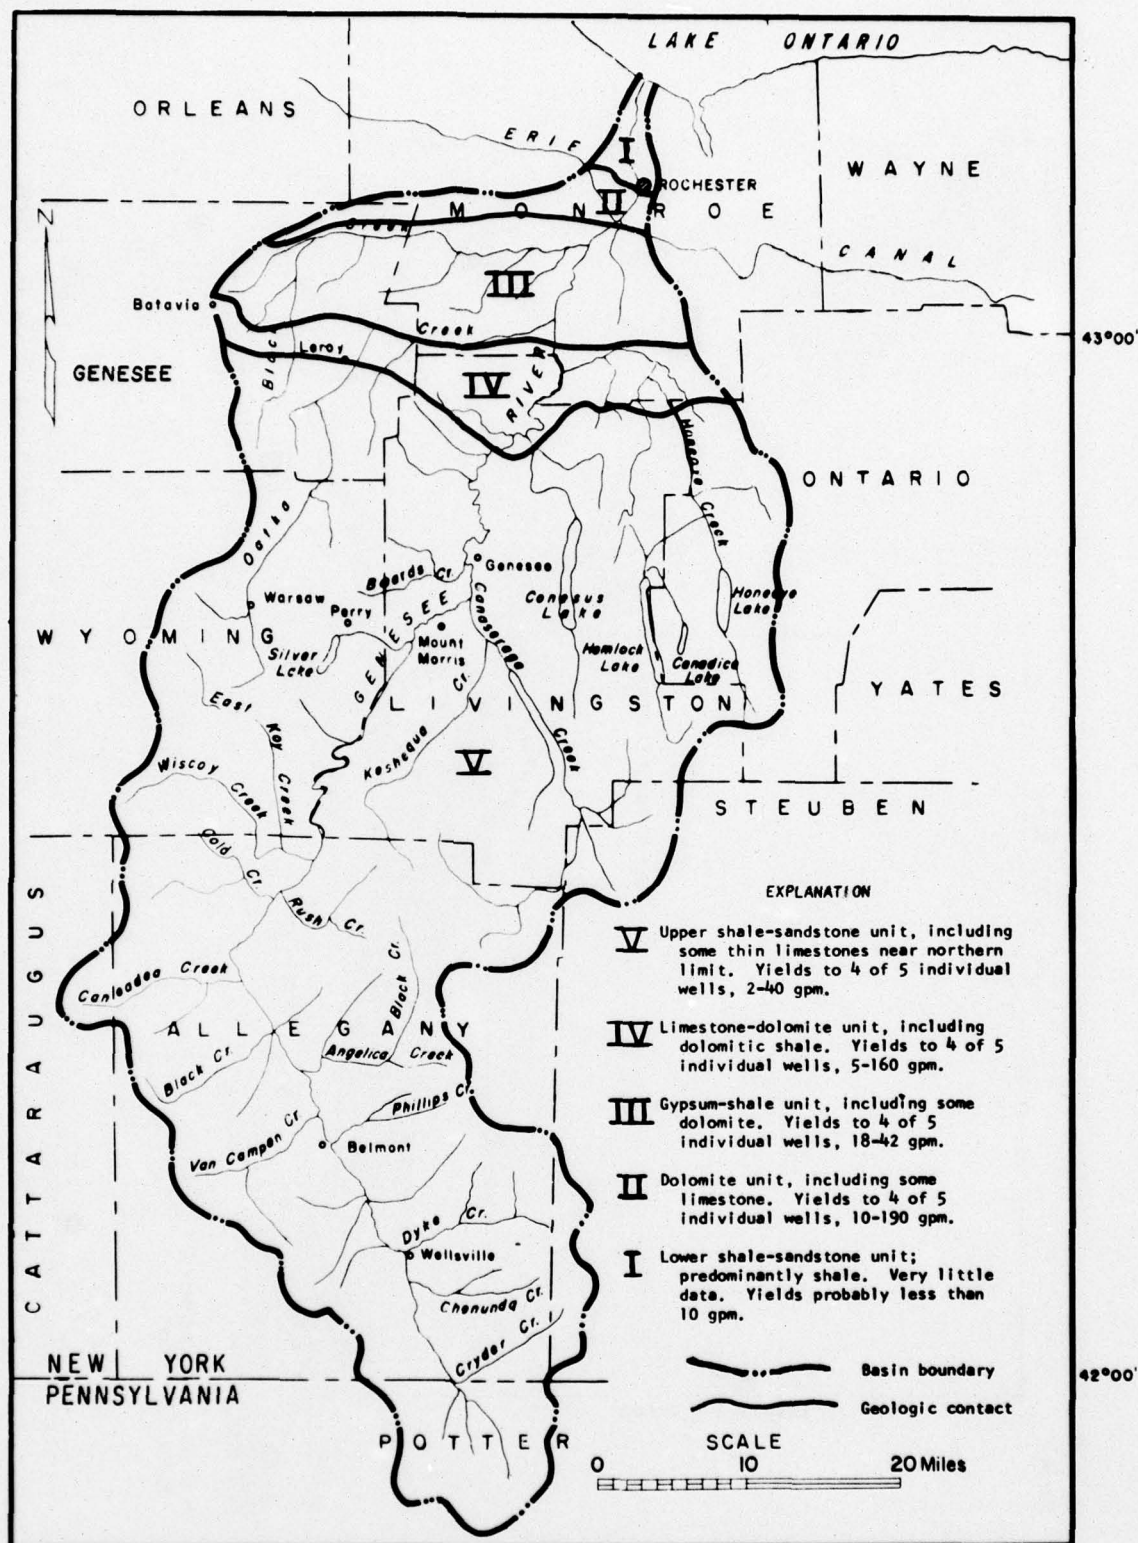 LAKE ONTARIO
ORLEANS
ERIE
WAYNE
I
ROCHESTER
II
MONROE
N
Creek
CANAL
III
Batavia
43°00'
Creek
Black
Leroy
GENESEE
IV
RIVER
Honeoye Creek
ONTARIO
Oatka
Geneseo
Beards Cr.
Canaseraga Creek
Conesus
Lake
Honeoye
Lake
Warsaw
Perry
GENESEE
WYOMING
Mount
Morris
Silver
Lake
Hemlock
Lake
Canadice
Lake
YATES
LIVINGSTON
East Koy Creek
Keshequa Cr.
Wiscoy Creek
V
STEUBEN
Cold Cr.
Rush Cr.
CATTARAUGUS
EXPLANATION
V Upper shale-sandstone unit, including
some thin limestones near northern
limit. Yields to 4 of 5 individual
wells, 2-40 gpm.
IV Limestone-dolomite unit, including
dolomitic shale. Yields to 4 of 5
individual wells, 5-160 gpm.
III Gypsum-shale unit, including some
dolomite. Yields to 4 of 5
individual wells, 18-42 gpm.
II Dolomite unit, including some
limestone. Yields to 4 of 5
individual wells, 10-190 gpm.
I Lower shale-sandstone unit;
predominantly shale. Very little
data. Yields probably less than
10 gpm.
Canleadea Creek
Black Cr.
ALLEGANY
Angelica Creek
Black Cr.
Phillips Cr.
Van Campen Cr.
Belmont
Dyke Cr.
Wellsville
Chenunda Cr.
Cryder Cr.
NEW YORK
PENNSYLVANIA
42°00'
Basin boundary
Geologic contact
POTTER
SCALE
0 10 20 Miles